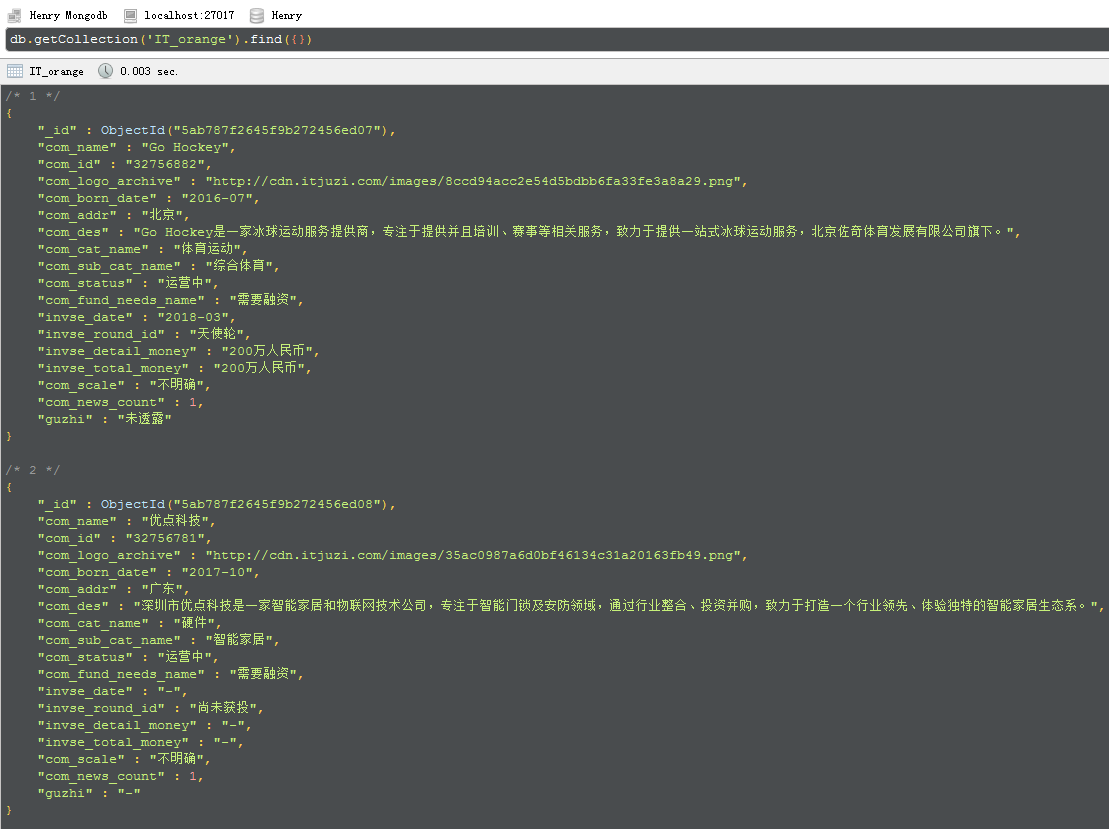 Henry Mongodb localhost:27017 Henry
db.getCollection('IT_orange').find({})
IT_orange 0.003 sec.
/* 1 */
{
"_id" : ObjectId("5ab787f2645f9b272456ed07"),
"com_name" : "Go Hockey",
"com_id" : "32756882",
"com_logo_archive" : "http://cdn.itjuzi.com/images/8ccd94acc2e54d5bdbb6fa33fe3a8a29.png",
"com_born_date" : "2016-07",
"com_addr" : "北京",
"com_des" : "Go Hockey是一家冰球运动服务提供商，专注于提供并且培训、赛事等相关服务，致力于提供一站式冰球运动服务，北京佐奇体育发展有限公司旗下。",
"com_cat_name" : "体育运动",
"com_sub_cat_name" : "综合体育",
"com_status" : "运营中",
"com_fund_needs_name" : "需要融资",
"invse_date" : "2018-03",
"invse_round_id" : "天使轮",
"invse_detail_money" : "200万人民币",
"invse_total_money" : "200万人民币",
"com_scale" : "不明确",
"com_news_count" : 1,
"guzhi" : "未透露"
}
/* 2 */
{
"_id" : ObjectId("5ab787f2645f9b272456ed08"),
"com_name" : "优点科技",
"com_id" : "32756781",
"com_logo_archive" : "http://cdn.itjuzi.com/images/35ac0987a6d0bf46134c31a20163fb49.png",
"com_born_date" : "2017-10",
"com_addr" : "广东",
"com_des" : "深圳市优点科技是一家智能家居和物联网技术公司，专注于智能门锁及安防领域，通过行业整合、投资并购，致力于打造一个行业领先、体验独特的智能家居生态系。",
"com_cat_name" : "硬件",
"com_sub_cat_name" : "智能家居",
"com_status" : "运营中",
"com_fund_needs_name" : "需要融资",
"invse_date" : "-",
"invse_round_id" : "尚未获投",
"invse_detail_money" : "-",
"invse_total_money" : "-",
"com_scale" : "不明确",
"com_news_count" : 1,
"guzhi" : "-"
}